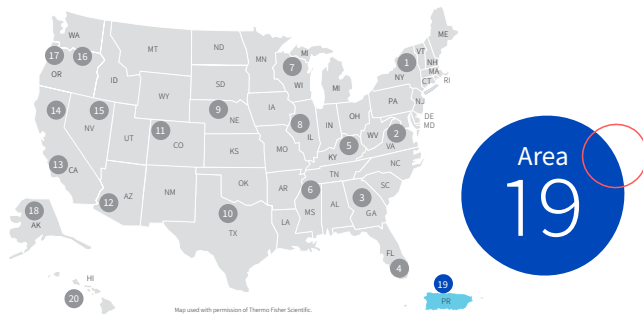 WA
MT
ND
MN
MI
ME
VT
NH
MA
RI
CT
NY
1
17
16
OR
ID
SD
WI
7
MI
WY
IA
PA
NJ
DE
MD
OH
14
15
NV
9
NE
8
IL
IN
WV
2
VA
UT
11
CO
KS
MO
5
KY
13
CA
TN
NC
12
AZ
NM
OK
AR
6
MS
AL
3
GA
SC
18
AK
10
TX
LA
FL
4
HI
20
19
PR
Area
19
Map used with permission of Thermo Fisher Scientific.